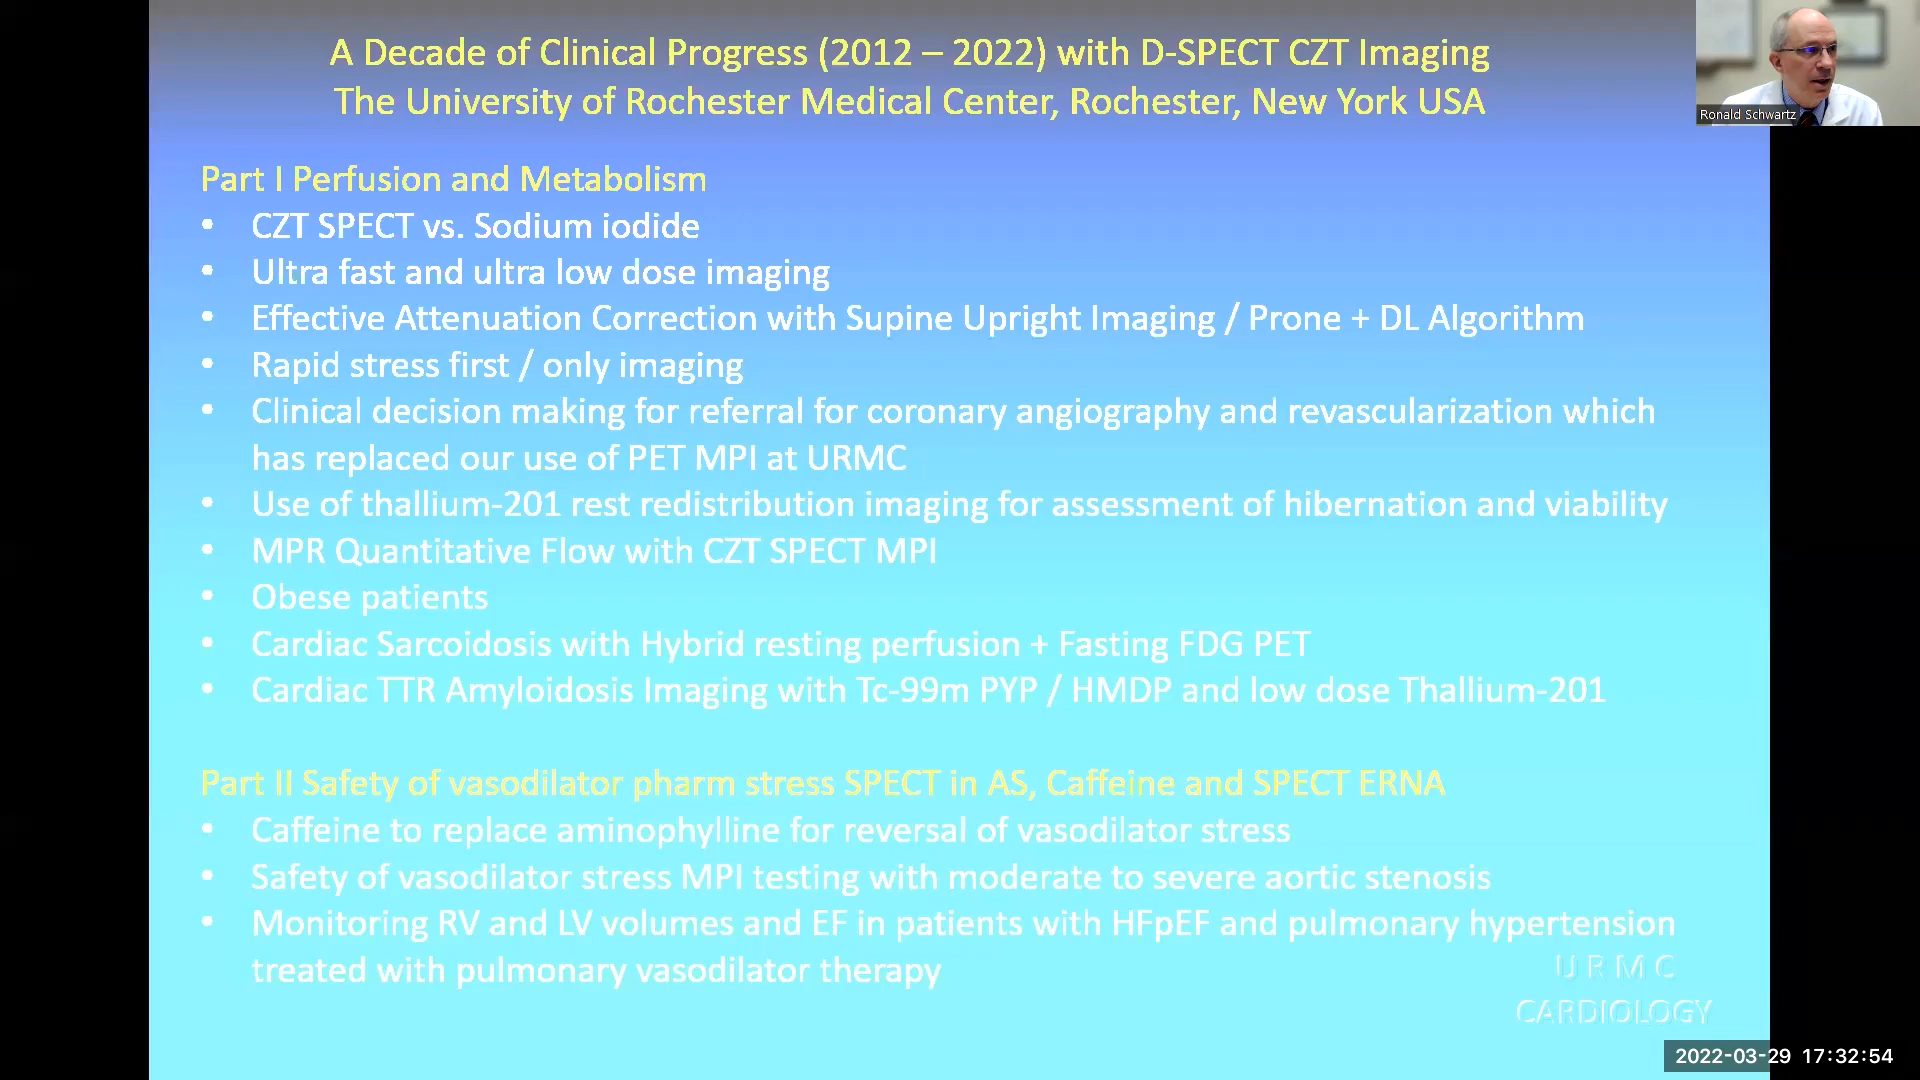 A Decade of Clinical Progress (2012 – 2022) with D-SPECT CZT Imaging
The University of Rochester Medical Center, Rochester, New York USA
Ronald Schwartz
Part I Perfusion and Metabolism
• CZT SPECT vs. Sodium iodide
• Ultra fast and ultra low dose imaging
• Effective Attenuation Correction with Supine Upright Imaging / Prone + DL Algorithm
• Rapid stress first / only imaging
• Clinical decision making for referral for coronary angiography and revascularization which
has replaced our use of PET MPI at URMC
• Use of thallium-201 rest redistribution imaging for assessment of hibernation and viability
• MPR Quantitative Flow with CZT SPECT MPI
• Obese patients
• Cardiac Sarcoidosis with Hybrid resting perfusion + Fasting FDG PET
• Cardiac TTR Amyloidosis Imaging with Tc-99m PYP / HMDP and low dose Thallium-201
Part II Safety of vasodilator pharm stress SPECT in AS, Caffeine and SPECT ERNA
• Caffeine to replace aminophylline for reversal of vasodilator stress
• Safety of vasodilator stress MPI testing with moderate to severe aortic stenosis
• Monitoring RV and LV volumes and EF in patients with HFpEF and pulmonary hypertension
treated with pulmonary vasodilator therapy
U R M C
CARDIOLOGY
2022-03-29 17:32:54